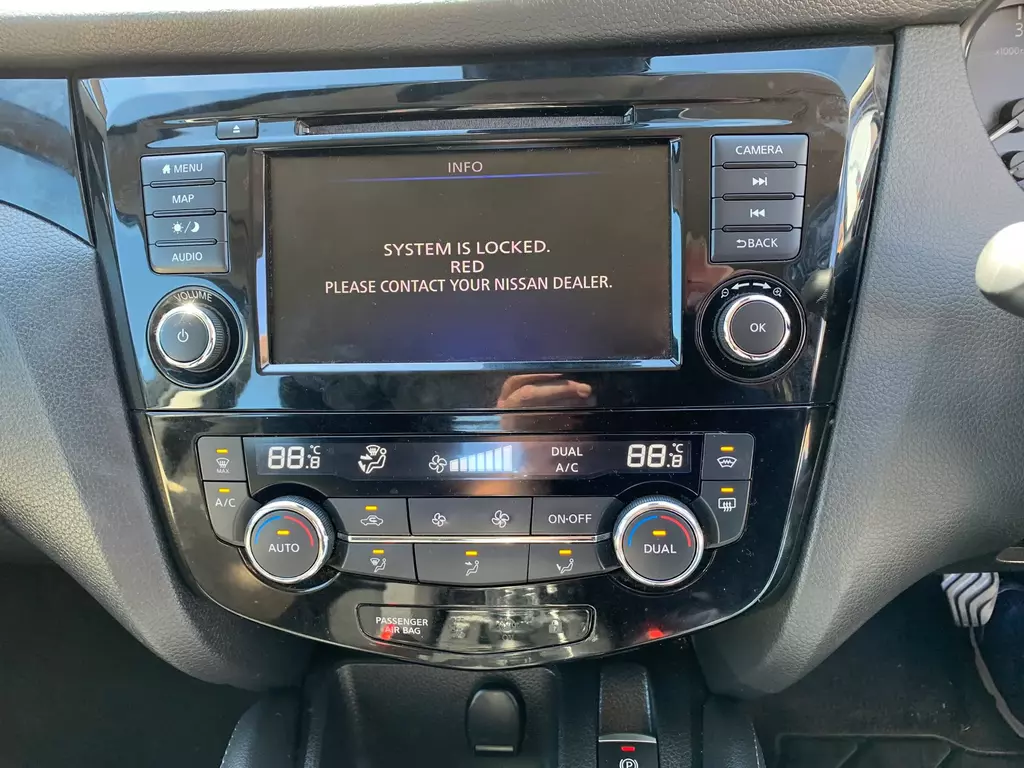 INFO
SYSTEM IS LOCKED.
RED
PLEASE CONTACT YOUR NISSAN DEALER.
MENU
MAP
AUDIO
VOLUME
CAMERA
BACK
OK
88.8 °C
DUAL
A/C
88.8 °C
MAX
A/C
ON·OFF
AUTO
DUAL
PASSENGER
AIR BAG
P